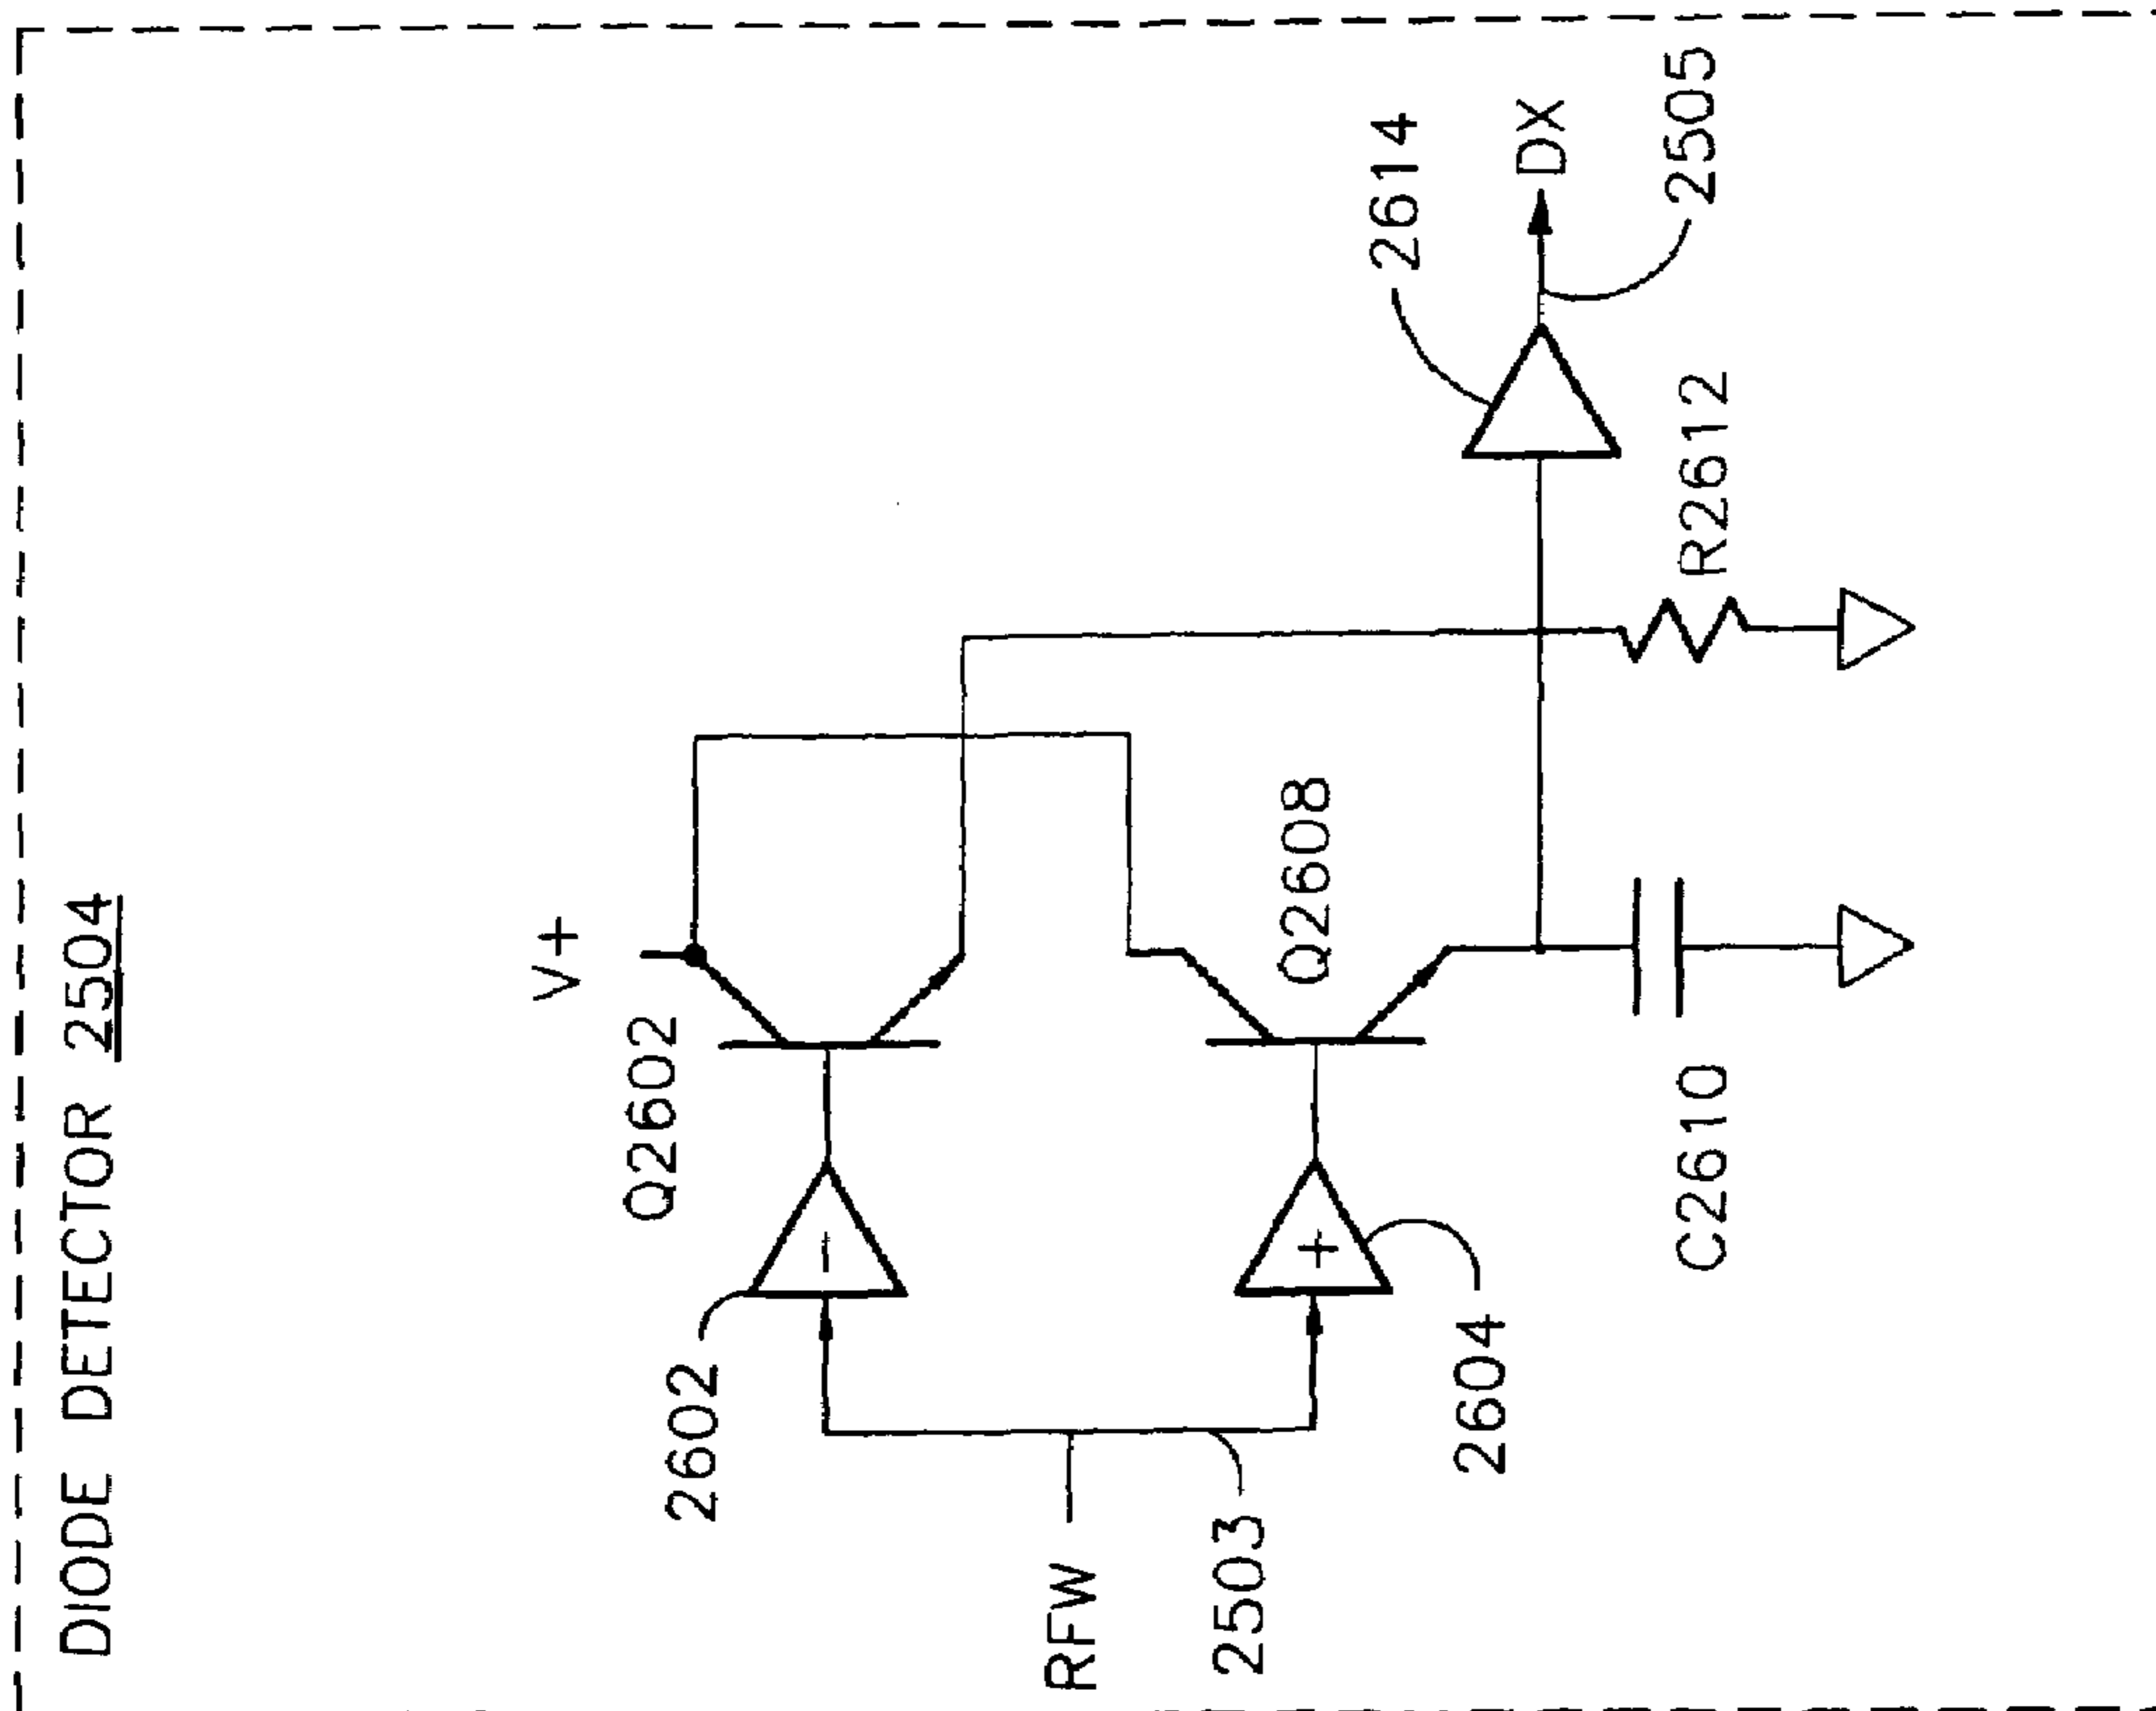 DIODE DETECTOR 2504
V+
Q2602
2602
-
RFW
2503
Q2608
+
2604
2614
DX
2505
C2610
R2612